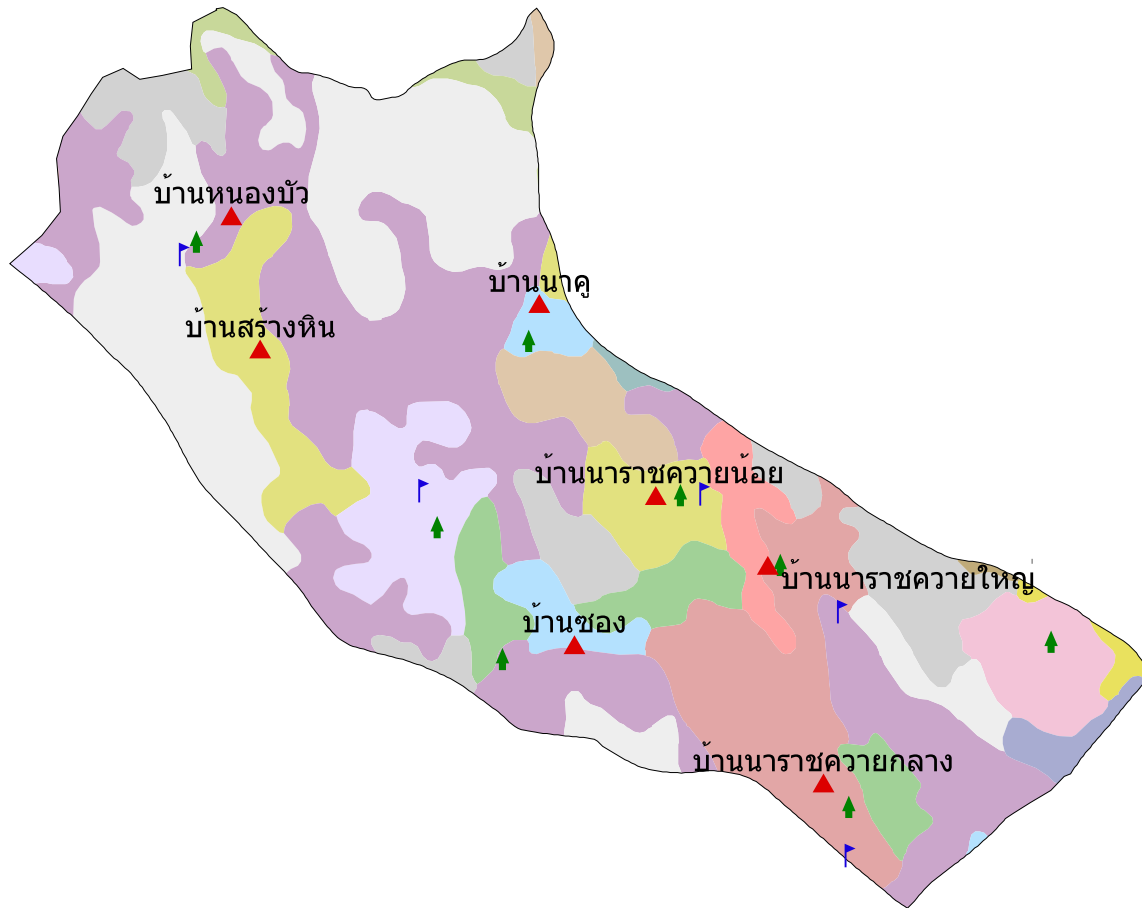 บ้านหนองบัว
บ้านนาคู
บ้านสร้างหิน
บ้านนาราชควายน้อย
บ้านนาราชควายใหญ่
บ้านซอง
บ้านนาราชควายกลาง